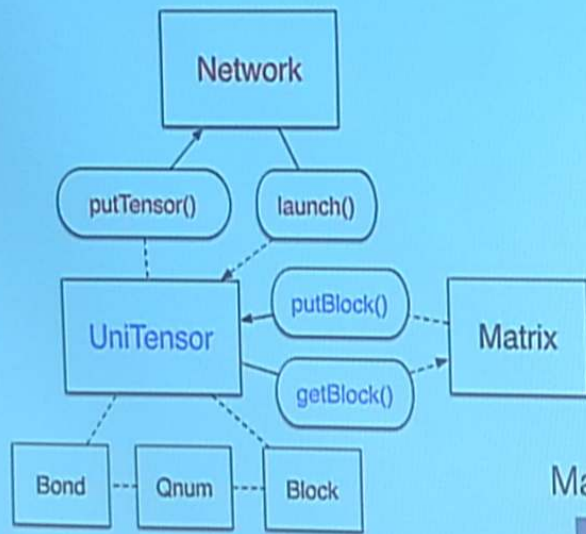 Network
putTensor() launch()
putBlock()
UniTensor Matrix
getBlock()
Bond Qnum Block
Ma